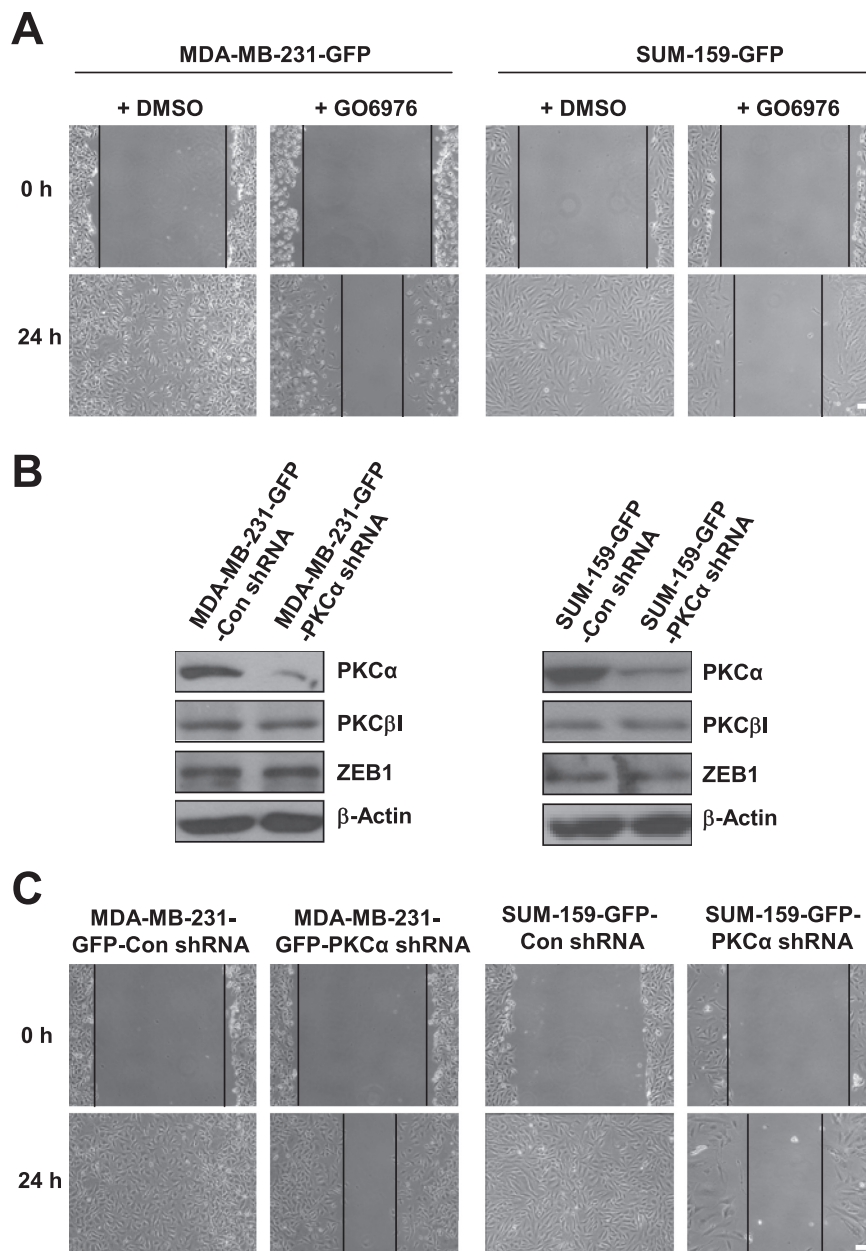 A
MDA-MB-231-GFP
SUM-159-GFP
+ DMSO
+ GO6976
+ DMSO
+ GO6976
0 h
24 h
B
MDA-MB-231-GFP
-Con shRNA
MDA-MB-231-GFP
-PKCα shRNA
SUM-159-GFP
-Con shRNA
SUM-159-GFP
-PKCα shRNA
PKCα
PKCβI
ZEB1
β-Actin
PKCα
PKCβI
ZEB1
β-Actin
C
MDA-MB-231-
GFP-Con shRNA
MDA-MB-231-
GFP-PKCα shRNA
SUM-159-GFP-
Con shRNA
SUM-159-GFP-
PKCα shRNA
0 h
24 h